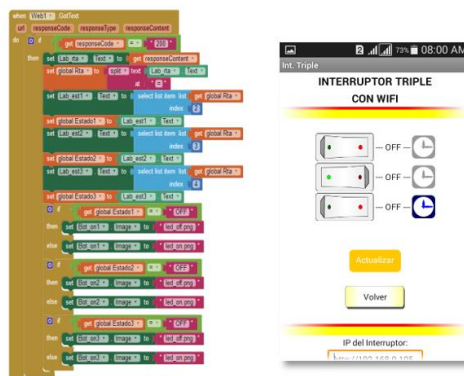 when Web1 .GotText
url responseCode responseType responseContent
do if get responseCode = "200"
then set Lab_rta . Text to get responseContent
set global Rta to split text Lab_rta . Text
at
set Lab_est1 . Text to select list item list get global Rta
index 2
set global Estado1 to Lab_est1 . Text
set Lab_est2 . Text to select list item list get global Rta
index 3
set global Estado2 to Lab_est2 . Text
set Lab_est3 . Text to select list item list get global Rta
index 4
set global Estado3 to Lab_est3 . Text
if get global Estado1 = "OFF"
then set Bot_on1 . Image to "led_off.png"
else set Bot_on1 . Image to "led_on.png"
if get global Estado2 = "OFF"
then set Bot_on2 . Image to "led_off.png"
else set Bot_on2 . Image to "led_on.png"
if get global Estado3 = "OFF"
then set Bot_on3 . Image to "led_off.png"
else set Bot_on3 . Image to "led_on.png"
2 73% 08:00 AM
Int. Triple
INTERRUPTOR TRIPLE
CON WIFI
OFF
OFF
OFF
Actualizar
Volver
IP del Interruptor:
http://192.168.0.105